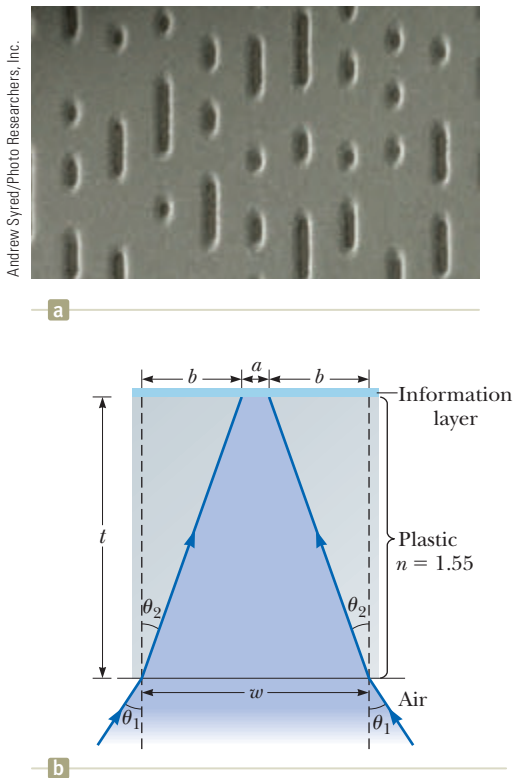 Andrew Syred/Photo Researchers, Inc.
a
b a b
Information
layer
t
Plastic
n = 1.55
θ2 θ2
w
Air
θ1 θ1
b